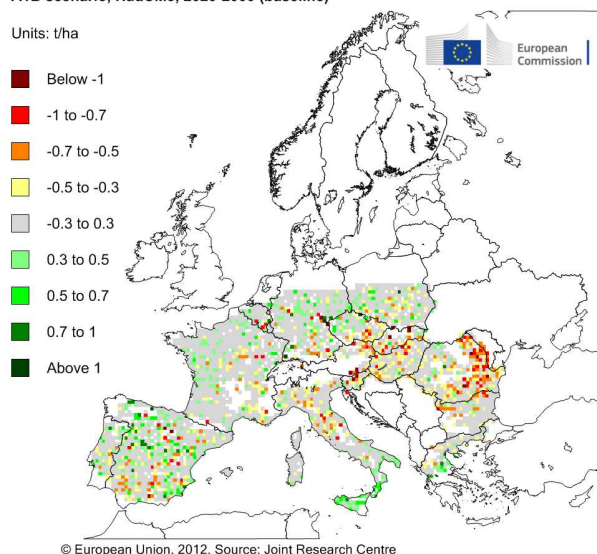 scenario, (baseline)
Units: t/ha
European
Commission
Below -1
-1 to -0.7
-0.7 to -0.5
-0.5 to -0.3
-0.3 to 0.3
0.3 to 0.5
0.5 to 0.7
0.7 to 1
Above 1
© European Union, 2012. Source: Joint Research Centre